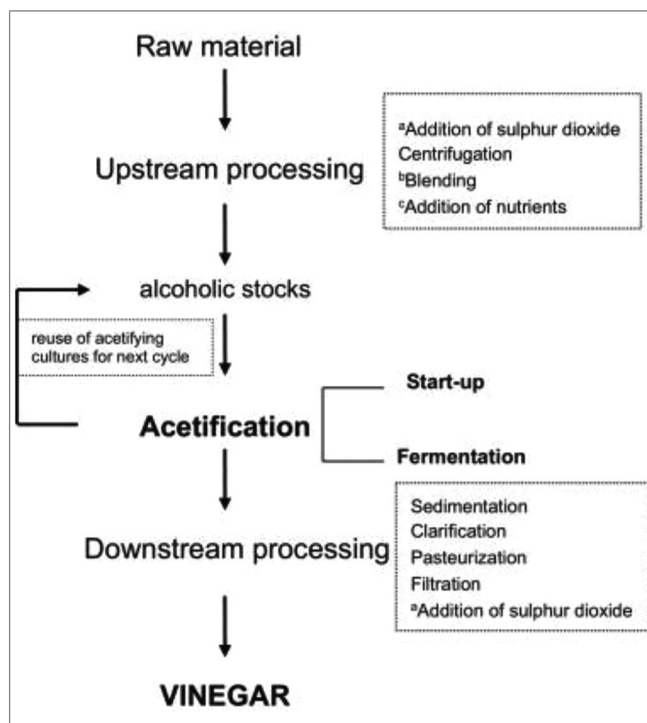 Raw material
ᵃAddition of sulphur dioxide
Centrifugation
ᵇBlending
ᶜAddition of nutrients
Upstream processing
alcoholic stocks
reuse of acetifying
cultures for next cycle
Start-up
Acetification
Fermentation
Sedimentation
Clarification
Pasteurization
Filtration
ᵃAddition of sulphur dioxide
Downstream processing
VINEGAR